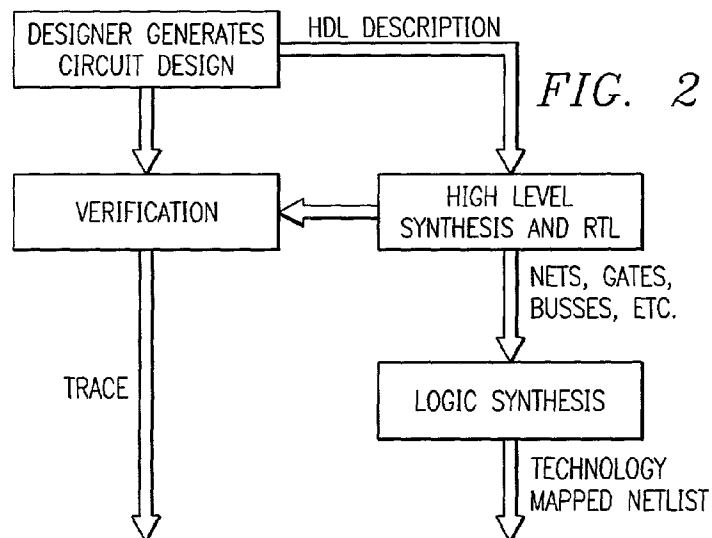 DESIGNER GENERATES
CIRCUIT DESIGN
HDL DESCRIPTION
FIG. 2
VERIFICATION
HIGH LEVEL
SYNTHESIS AND RTL
NETS, GATES,
BUSSES, ETC.
TRACE
LOGIC SYNTHESIS
TECHNOLOGY
MAPPED NETLIST